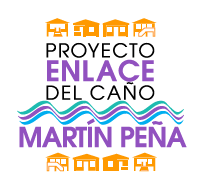 PROYECTO
ENLACE
DEL CAÑO
MARTÍN PEÑA